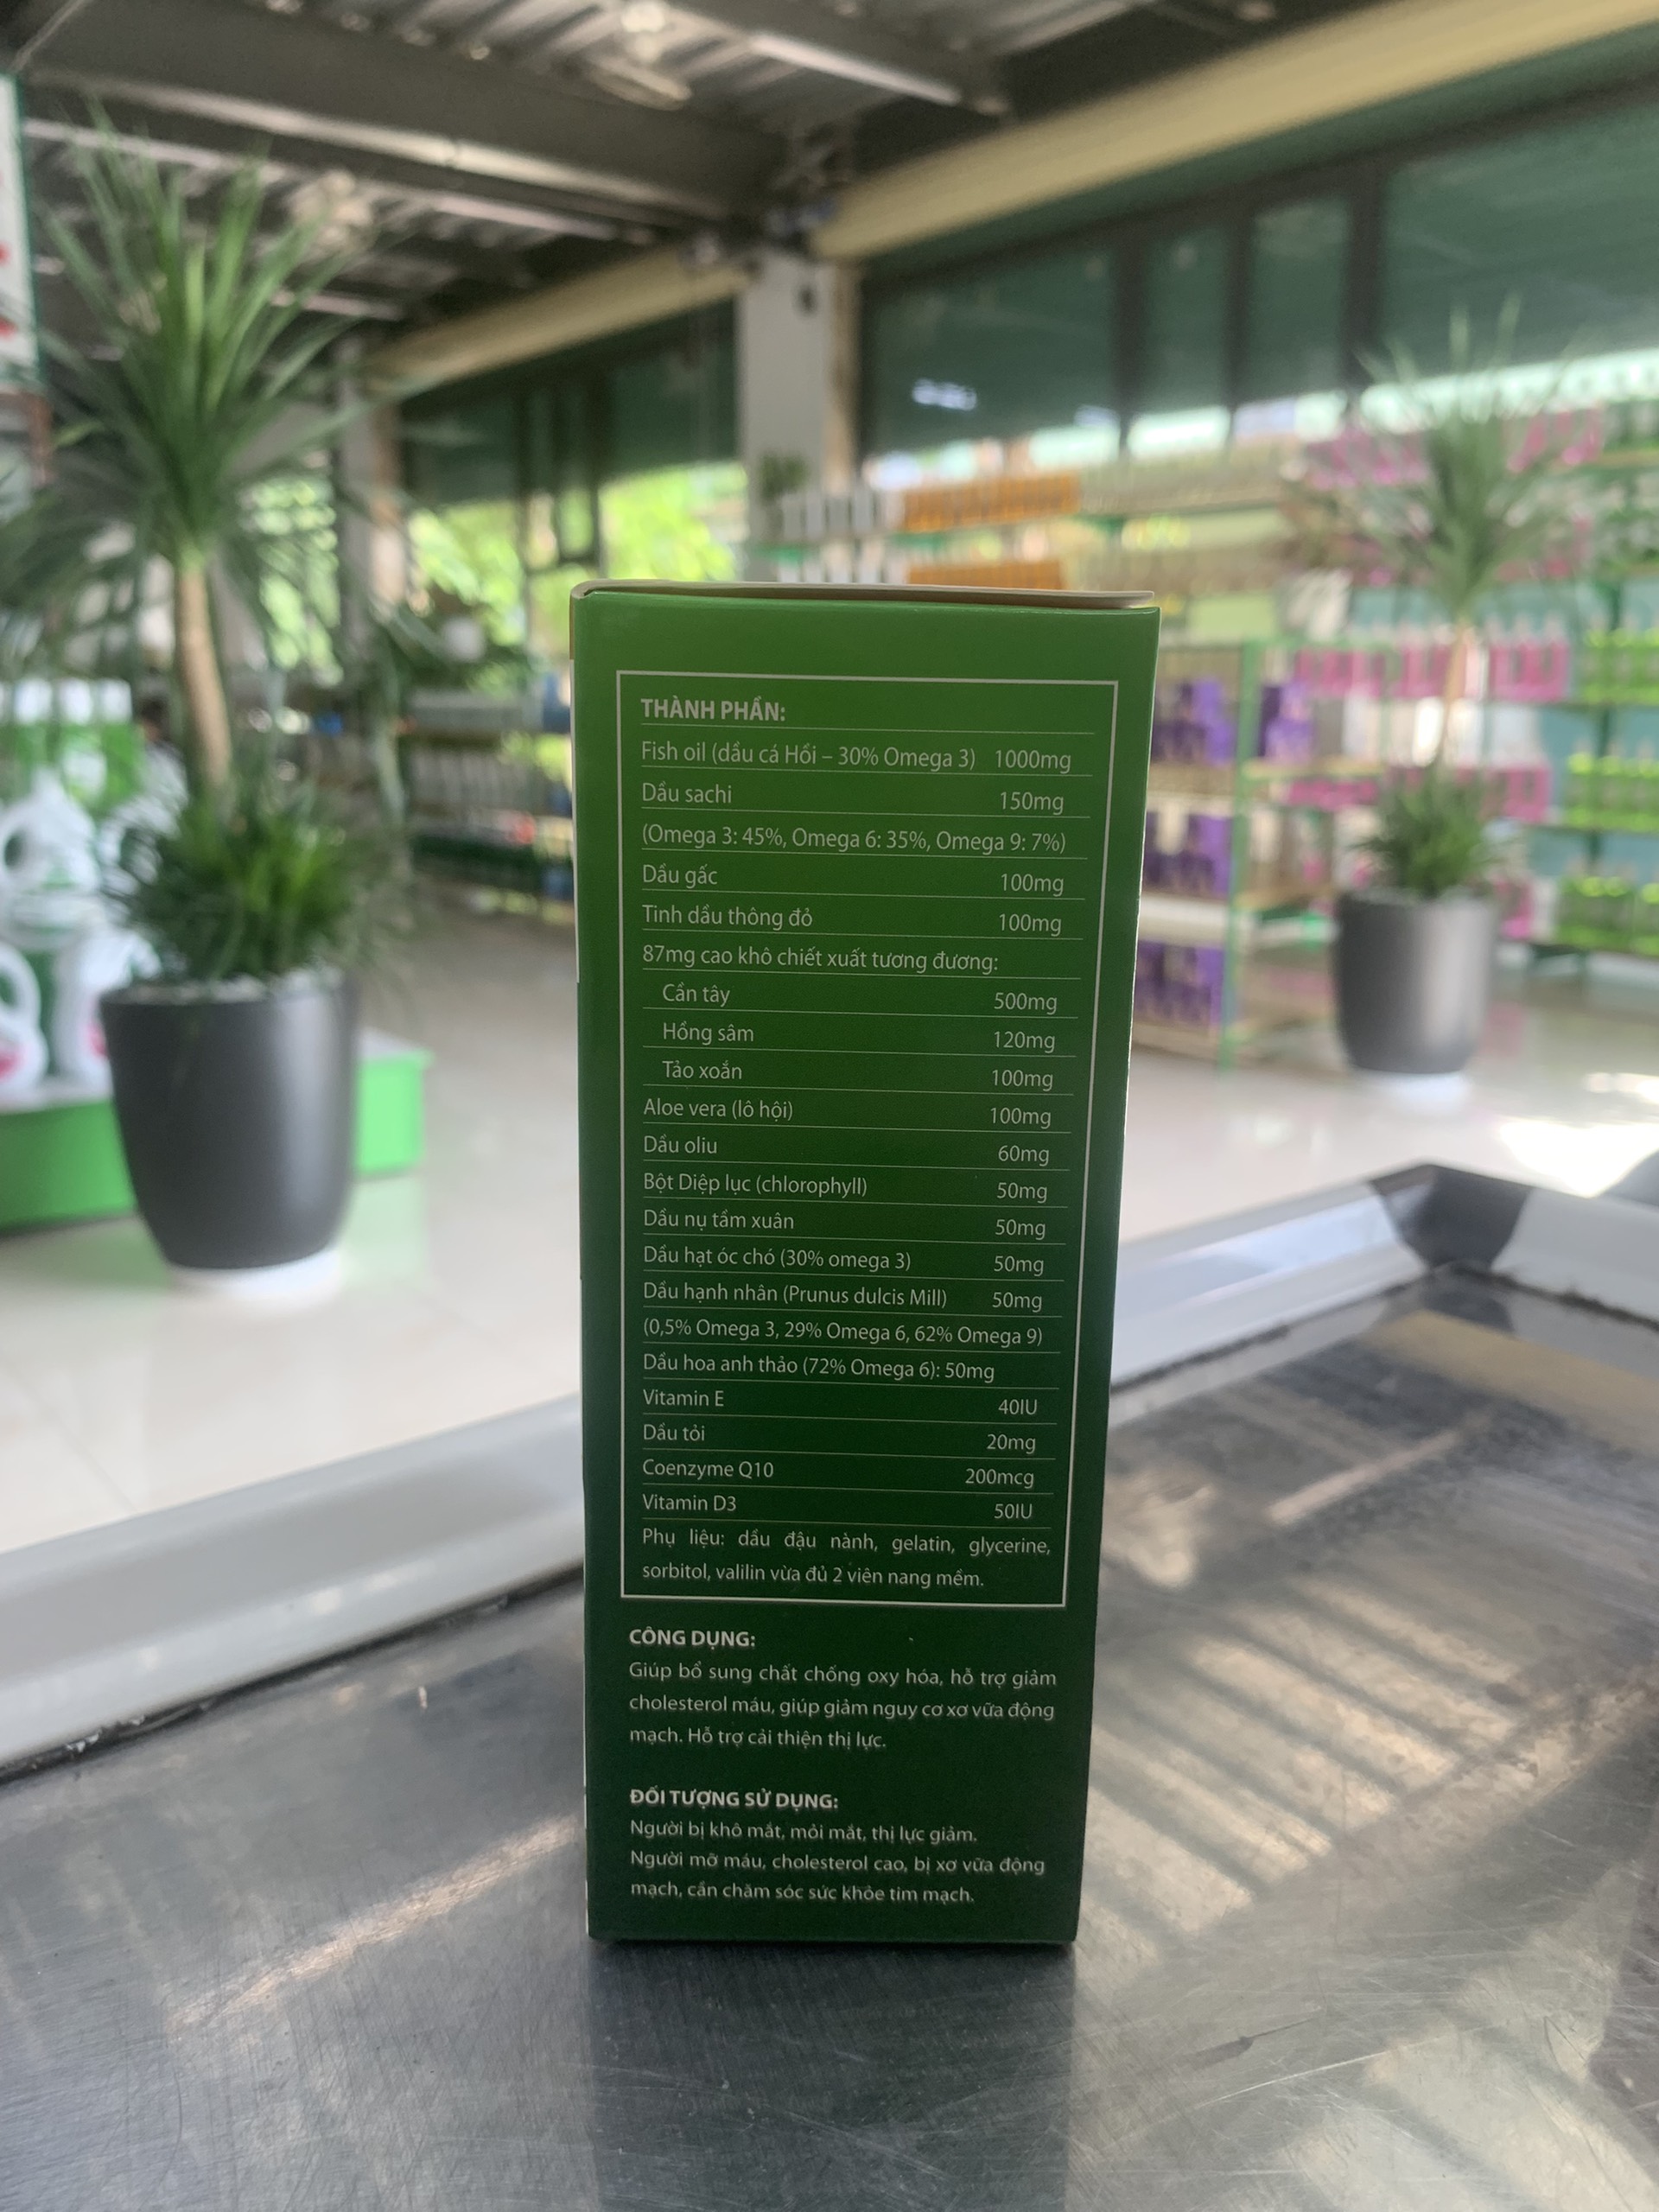 THÀNH PHẦN:
Fish oil (dầu cá Hồi – 30% Omega 3) 1000mg
Dầu sachi 150mg
(Omega 3: 45%, Omega 6: 35%, Omega 9: 7%)
Dầu gấc 100mg
Tinh dầu thông đỏ 100mg
87mg cao khô chiết xuất tương đương:
Cần tây 500mg
Hồng sâm 120mg
Tảo xoắn 100mg
Aloe vera (lô hội) 100mg
Dầu oliu 60mg
Bột Diệp lục (chlorophyll) 50mg
Dầu nụ tầm xuân 50mg
Dầu hạt óc chó (30% omega 3) 50mg
Dầu hạnh nhân (Prunus dulcis Mill) 50mg
(0,5% Omega 3, 29% Omega 6, 62% Omega 9)
Dầu hoa anh thảo (72% Omega 6): 50mg
Vitamin E 40IU
Dầu tỏi 20mg
Coenzyme Q10 200mcg
Vitamin D3 50IU
Phụ liệu: dầu đậu nành, gelatin, glycerine,
sorbitol, valilin vừa đủ 2 viên nang mềm.
CÔNG DỤNG:
Giúp bổ sung chất chống oxy hóa, hỗ trợ giảm
cholesterol máu, giúp giảm nguy cơ xơ vữa động
mạch. Hỗ trợ cải thiện thị lực.
ĐỐI TƯỢNG SỬ DỤNG:
Người bị khô mắt, mỏi mắt, thị lực giảm.
Người mỡ máu, cholesterol cao, bị xơ vữa động
mạch, cần chăm sóc sức khỏe tim mạch.